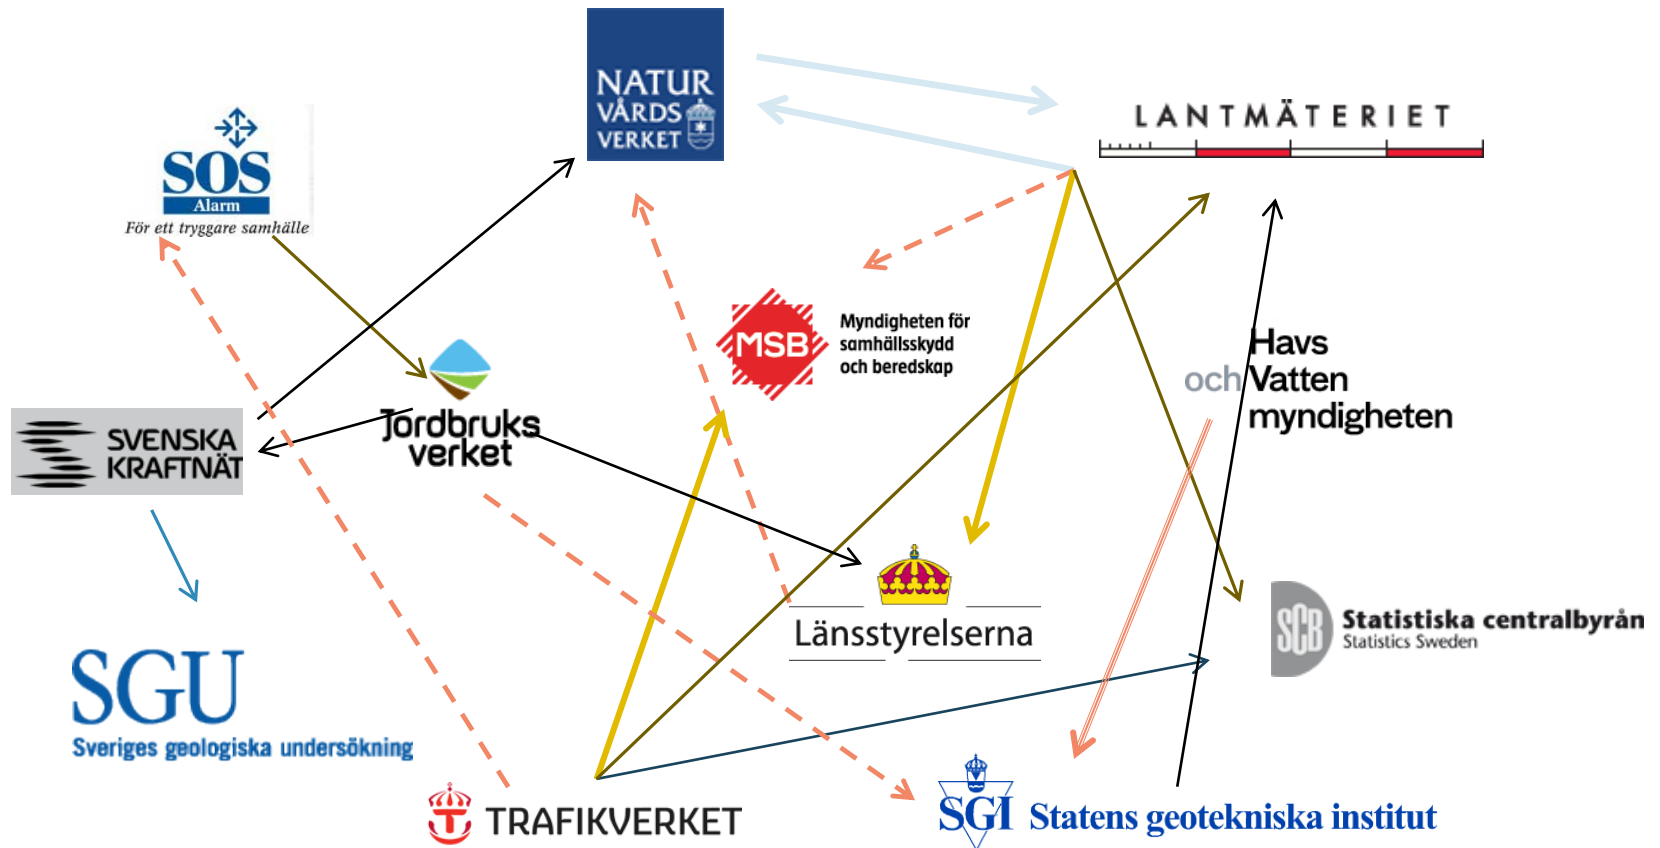 NATUR
VÅRDS
VERKET
LANTMÄTERIET
SOS
Alarm
För ett tryggare samhälle
MSB
Myndigheten för
samhällsskydd
och beredskap
Havs
och Vatten
myndigheten
Jordbruks
verket
SVENSKA
KRAFTNÄT
Länsstyrelserna
SCB
Statistiska centralbyrån
Statistics Sweden
SGU
Sveriges geologiska undersökning
TRAFIKVERKET
SGI Statens geotekniska institut